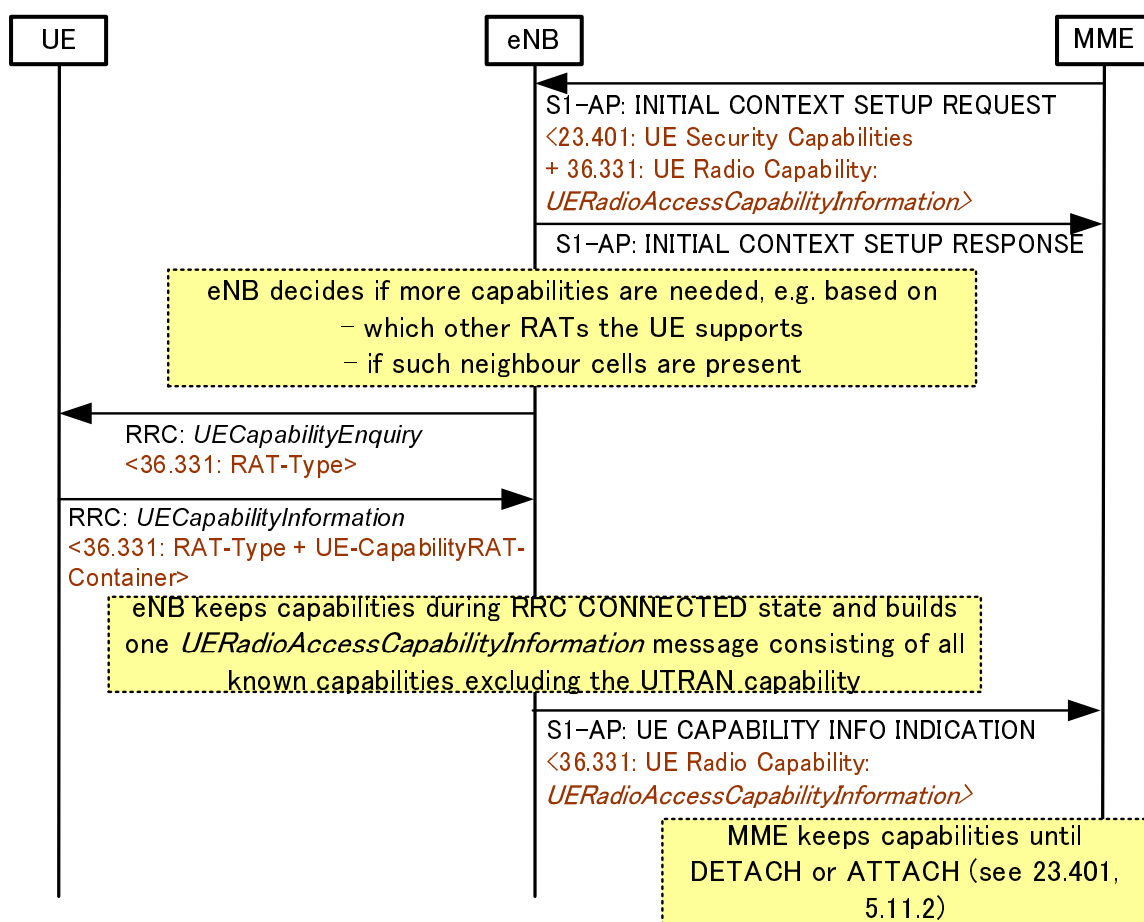 UE
eNB
MME
S1-AP: INITIAL CONTEXT SETUP REQUEST
<23.401: UE Security Capabilities
+ 36.331: UE Radio Capability:
UERadioAccessCapabilityInformation>
S1-AP: INITIAL CONTEXT SETUP RESPONSE
eNB decides if more capabilities are needed, e.g. based on
- which other RATs the UE supports
- if such neighbour cells are present
RRC: UECapabilityEnquiry
<36.331: RAT-Type>
RRC: UECapabilityInformation
<36.331: RAT-Type + UE-CapabilityRAT-
Container>
eNB keeps capabilities during RRC CONNECTED state and builds
one UERadioAccessCapabilityInformation message consisting of all
known capabilities excluding the UTRAN capability
S1-AP: UE CAPABILITY INFO INDICATION
<36.331: UE Radio Capability:
UERadioAccessCapabilityInformation>
MME keeps capabilities until
DETACH or ATTACH (see 23.401,
5.11.2)